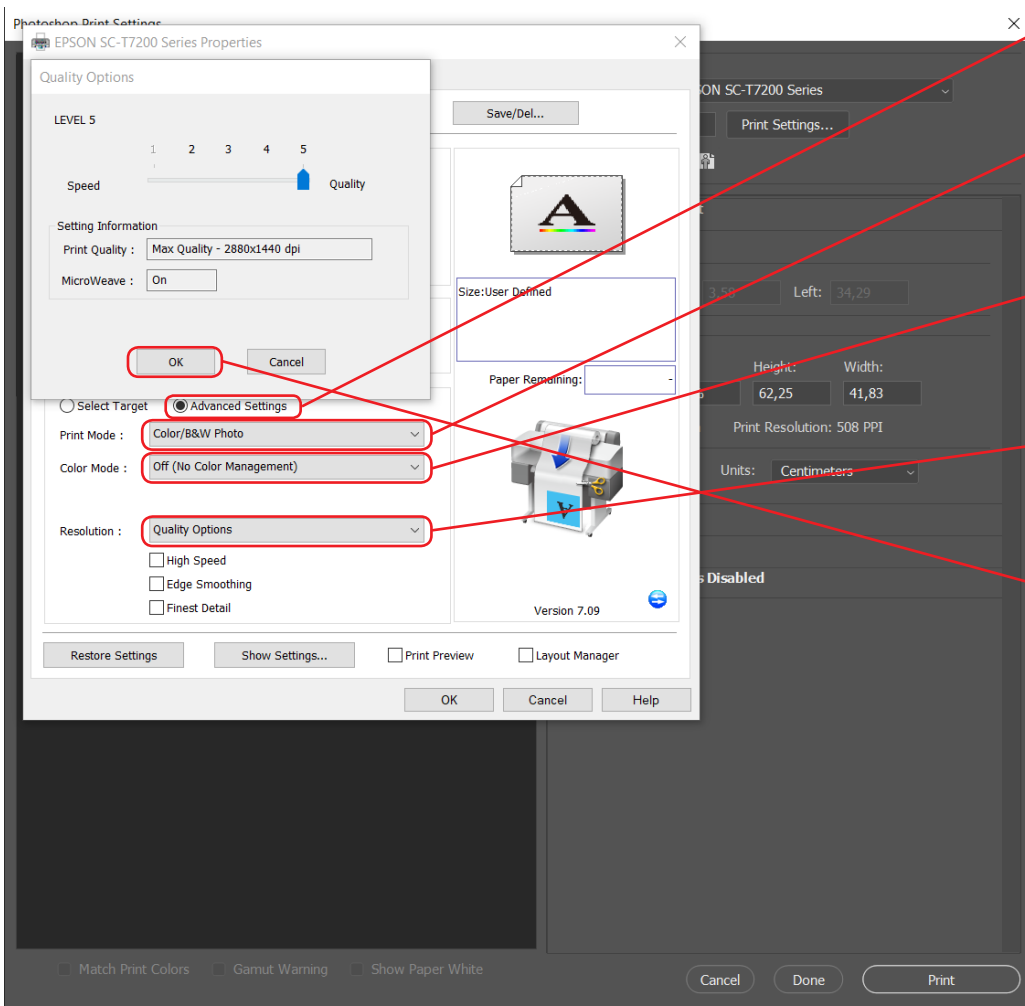 Photoshop Print Settings
EPSON SC-T7200 Series Properties
Quality Options
LEVEL 5
1 2 3 4 5
Speed
Quality
Setting Information
Print Quality : Max Quality - 2880x1440 dpi
MicroWeave : On
OK
Cancel
Save/Del...
Size:User Defined
Paper Remaining:
-
Select Target
Advanced Settings
Print Mode : Color/B&W Photo
Color Mode : Off (No Color Management)
Resolution : Quality Options
High Speed
Edge Smoothing
Finest Detail
Version 7.09
Restore Settings
Show Settings...
Print Preview
Layout Manager
OK
Cancel
Help
SON SC-T7200 Series
Print Settings...
3,58
Left: 34,29
Height:
Width:
62,25
41,83
Print Resolution: 508 PPI
Units: Centimeters
s Disabled
Match Print Colors
Gamut Warning
Show Paper White
Cancel
Done
Print